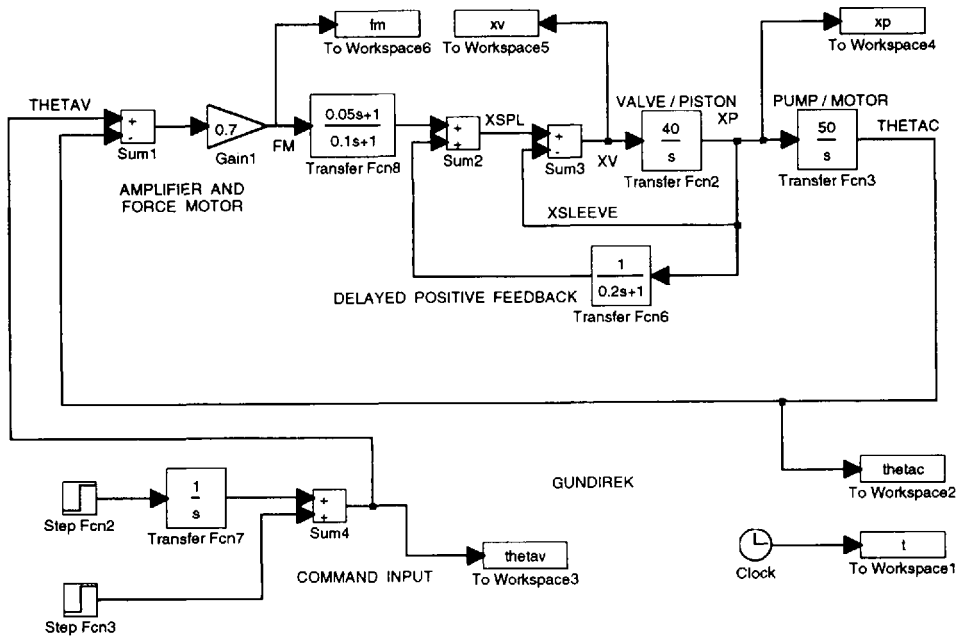 fm
To Workspace6
xv
To Workspace5
xp
To Workspace4
THETAV
+
-
Sum1
0.7
Gain1
FM
0.05s+1
0.1s+1
Transfer Fcn8
+
+
Sum2
XSPL
+
-
Sum3
XV
VALVE / PISTON
40
s
Transfer Fcn2
XP
PUMP / MOTOR
50
s
Transfer Fcn3
THETAC
AMPLIFIER AND
FORCE MOTOR
XSLEEVE
DELAYED POSITIVE FEEDBACK
1
0.2s+1
Transfer Fcn6
Step Fcn2
1
s
Transfer Fcn7
+
+
Sum4
GUNDIREK
thetac
To Workspace2
Step Fcn3
COMMAND INPUT
thetav
To Workspace3
Clock
t
To Workspace1